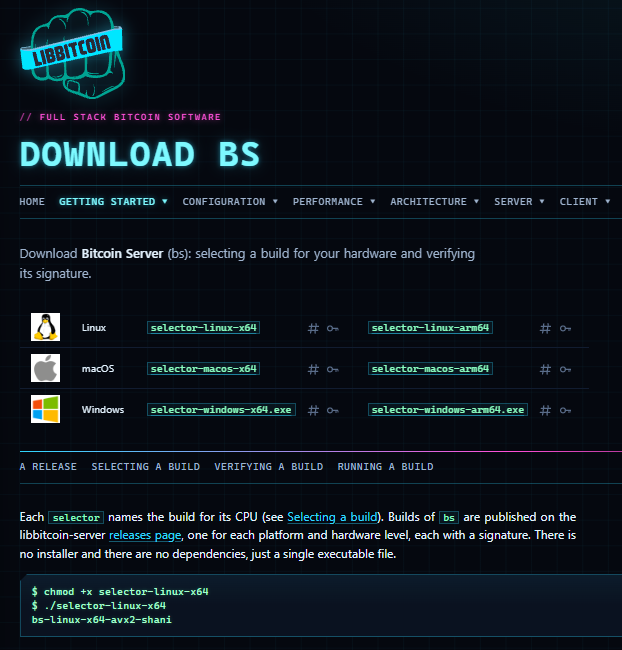 LIBBITCOIN
// FULL STACK BITCOIN SOFTWARE
DOWNLOAD BS
HOME GETTING STARTED ▾ CONFIGURATION ▾ PERFORMANCE ▾ ARCHITECTURE ▾ SERVER ▾ CLIENT ▾
Download Bitcoin Server (bs): selecting a build for your hardware and verifying
its signature.
Linux selector-linux-x64 # selector-linux-arm64 #
macOS selector-macos-x64 # selector-macos-arm64 #
Windows selector-windows-x64.exe # selector-windows-arm64.exe #
A RELEASE SELECTING A BUILD VERIFYING A BUILD RUNNING A BUILD
Each selector names the build for its CPU (see Selecting a build). Builds of bs are published on the
libbitcoin-server releases page, one for each platform and hardware level, each with a signature. There is
no installer and there are no dependencies, just a single executable file.
$ chmod +x selector-linux-x64
$ ./selector-linux-x64
bs-linux-x64-avx2-shani